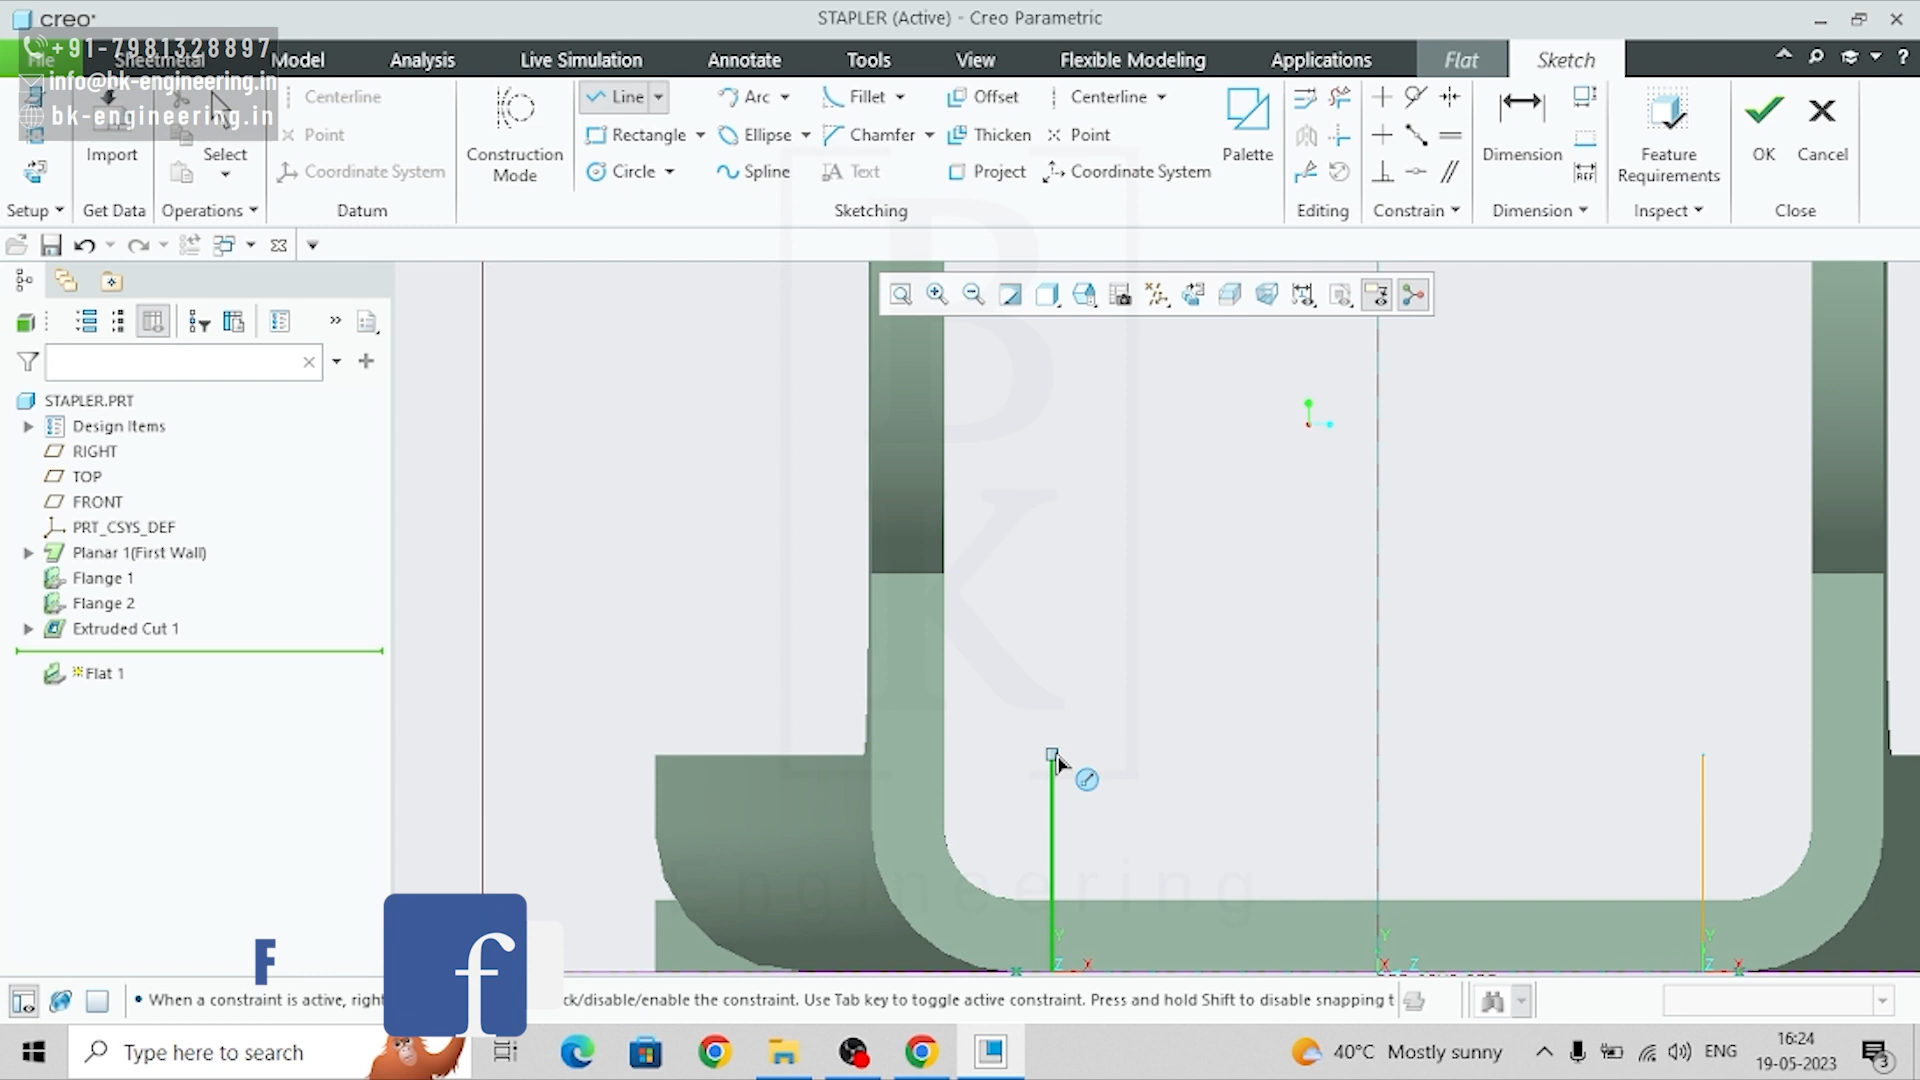 creo·
STAPLER (Active) - Creo Parametric
+91-7981328897
info@bk-engineering.in
bk-engineering.in
File
Sheetmetal
Model
Analysis
Live Simulation
Annotate
Tools
View
Flexible Modeling
Applications
Flat
Sketch
Centerline
Line
Arc
Fillet
Offset
Centerline
Point
Rectangle
Ellipse
Chamfer
Thicken
Point
Import
Select
Coordinate System
Construction
Mode
Circle
Spline
Text
Project
Coordinate System
Palette
Dimension
REF
Feature
Requirements
OK
Cancel
Setup
Get Data
Operations
Datum
Sketching
Editing
Constrain
Dimension
Inspect
Close
STAPLER.PRT
Design Items
RIGHT
TOP
FRONT
PRT_CSYS_DEF
Planar 1(First Wall)
Flange 1
Flange 2
Extruded Cut 1
Flat 1
BK
Engineering
Y
Z
X
Y
X
Z
Y
Z
X
F
f
• When a constraint is active, right
ck/disable/enable the constraint. Use Tab key to toggle active constraint. Press and hold Shift to disable snapping t
Type here to search
40°C Mostly sunny
ENG
16:24
19-05-2023
3